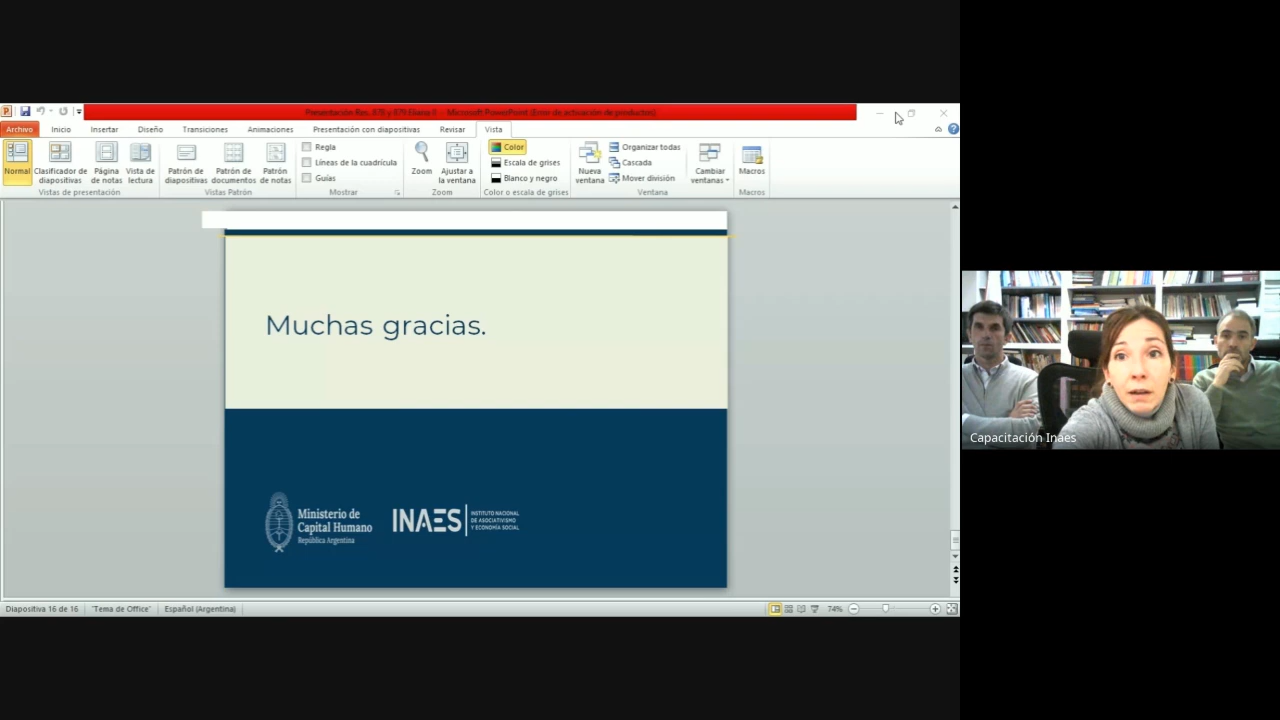 Presentación Res. 878 y 879 Eliana II - Microsoft PowerPoint (Error de activación de productos)
Archivo Inicio Insertar Diseño Transiciones Animaciones Presentación con diapositivas Revisar Vista
Normal
Clasificador de diapositivas
Página de notas
Vista de lectura
Vistas de presentación
Patrón de diapositivas
Patrón de documentos
Patrón de notas
Vistas Patrón
Regla
Líneas de la cuadrícula
Guías
Mostrar
Zoom
Ajustar a la ventana
Zoom
Color
Escala de grises
Blanco y negro
Color o escala de grises
Nueva ventana
Organizar todas
Cascada
Mover división
Ventana
Cambiar ventanas
Macros
Macros
Muchas gracias.
Ministerio de
Capital Humano
República Argentina
INAES
INSTITUTO NACIONAL
DE ASOCIATIVISMO
Y ECONOMÍA SOCIAL
Capacitación Inaes
Diapositiva 16 de 16 "Tema de Office" Español (Argentina) 74%